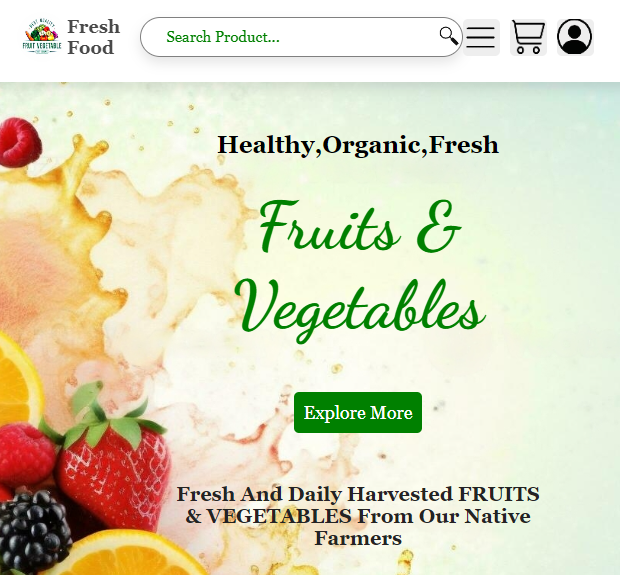 FRUIT VEGETABLE
Fresh
Food
Search Product...
Healthy,Organic,Fresh
Fruits &
Vegetables
Explore More
Fresh And Daily Harvested FRUITS
& VEGETABLES From Our Native
Farmers